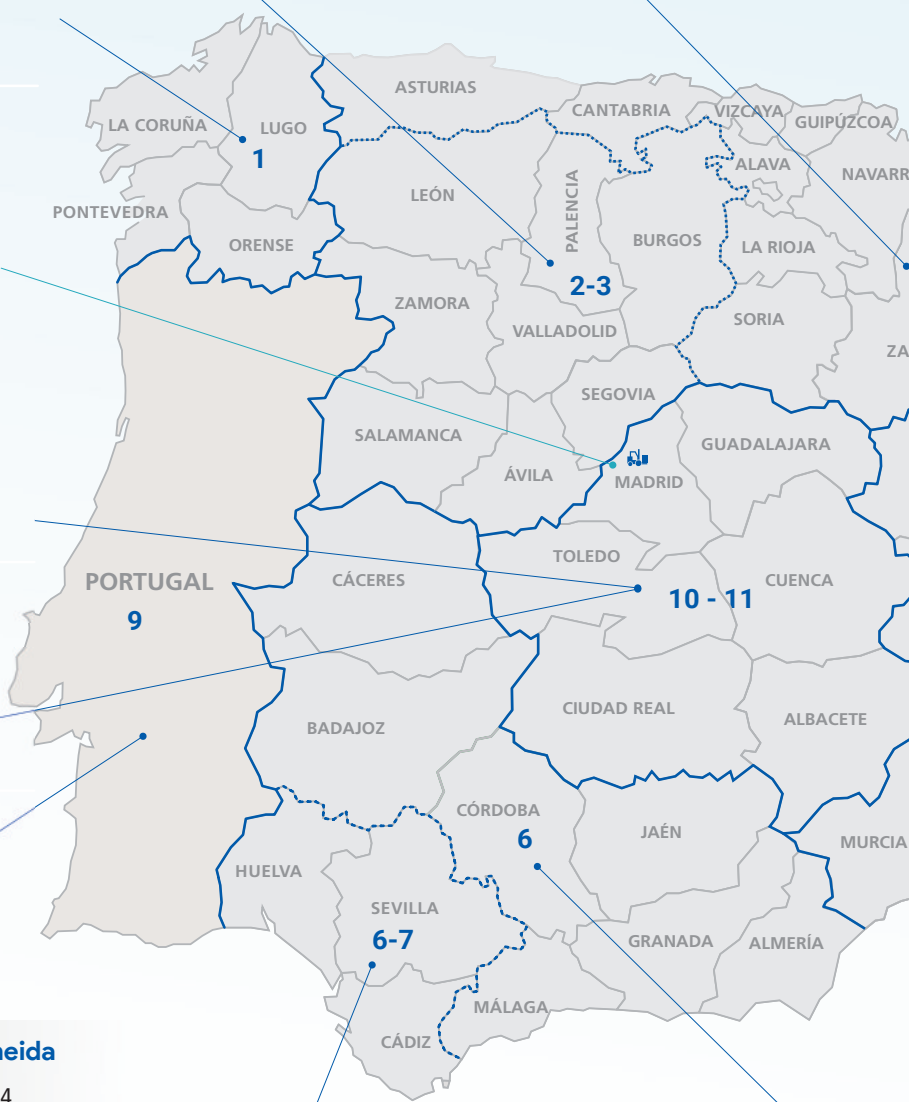 ASTURIAS
CANTABRIA
VIZCAYA
GUIPÚZCOA
LA CORUÑA
LUGO
1
ALAVA
NAVARR
LEÓN
PALENCIA
PONTEVEDRA
ORENSE
BURGOS
LA RIOJA
2-3
ZAMORA
VALLADOLID
SORIA
ZA
SEGOVIA
SALAMANCA
GUADALAJARA
ÁVILA
MADRID
TOLEDO
PORTUGAL
CÁCERES
CUENCA
9
10 - 11
BADAJOZ
CIUDAD REAL
ALBACETE
CÓRDOBA
6
JAÉN
MURCIA
HUELVA
SEVILLA
6-7
GRANADA
ALMERÍA
MÁLAGA
CÁDIZ
neida
4